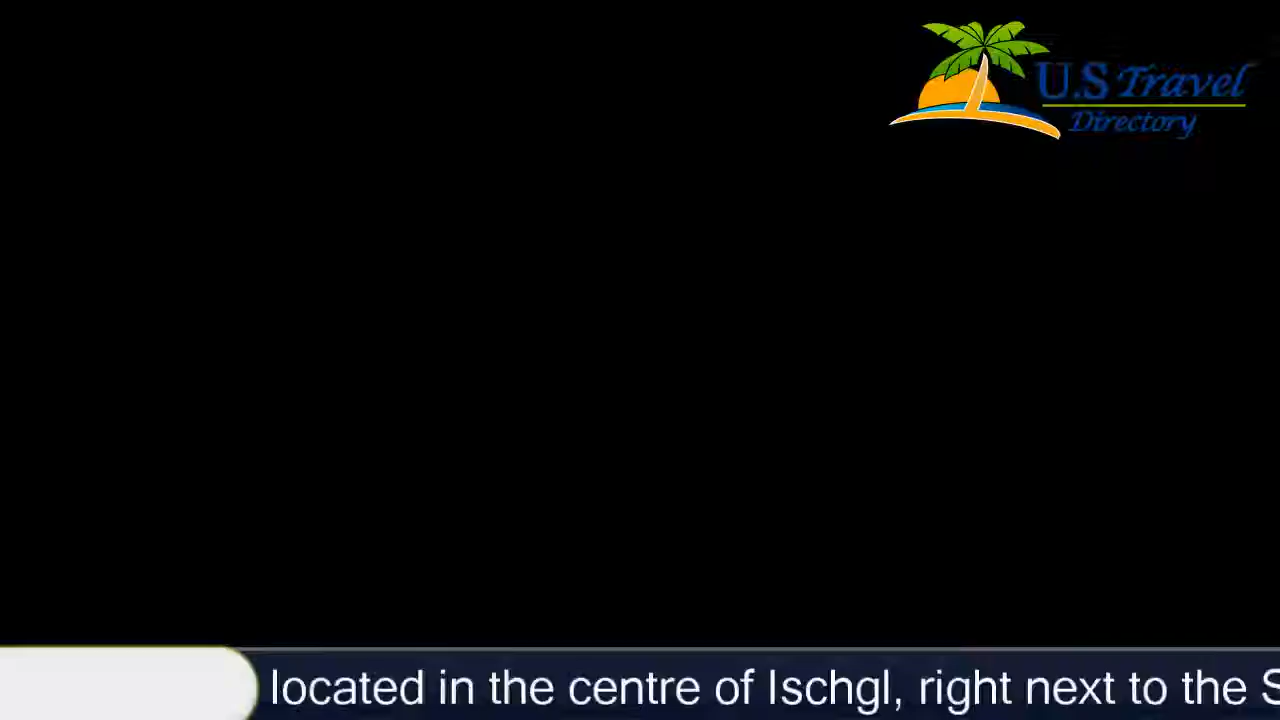 U.S Travel
Directory
located in the centre of Ischgl, right next to the S